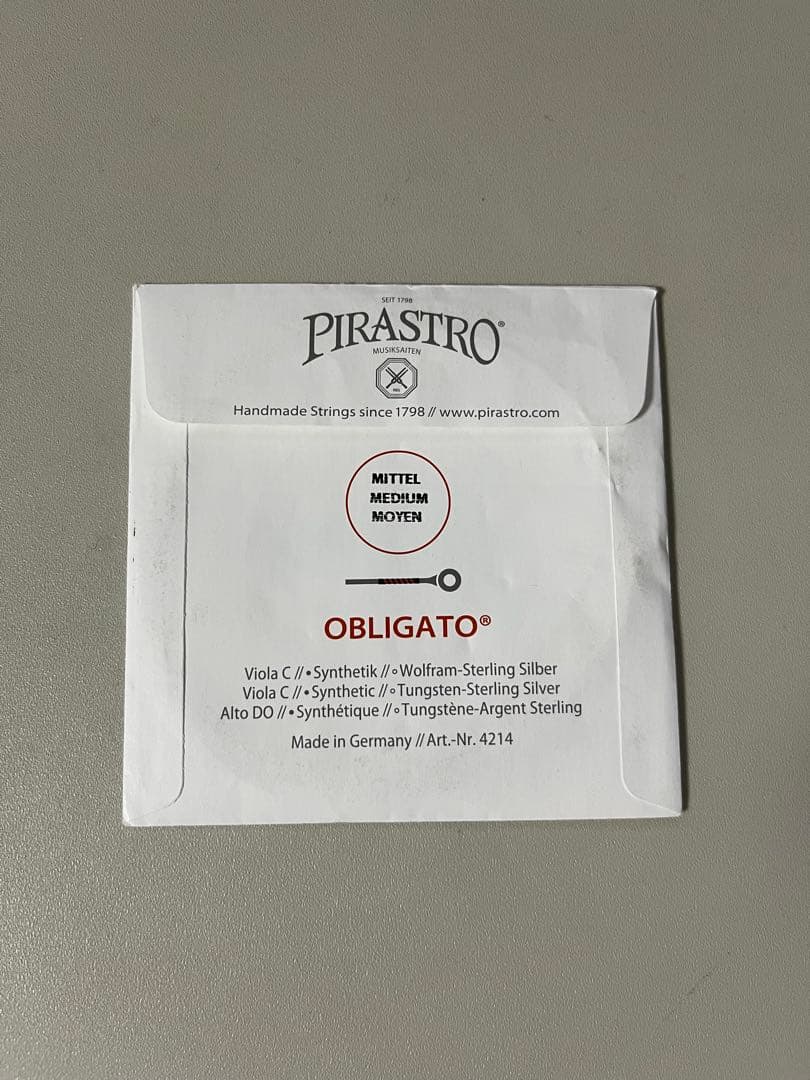 SEIT 1798
PIRASTRO®
MUSIKSAITEN
Handmade Strings since 1798 // www.pirastro.com
MITTEL
MEDIUM
MOYEN
OBLIGATO®
Viola C //•Synthetik //∘Wolfram-Sterling Silber
Viola C //•Synthetic //∘Tungsten-Sterling Silver
Alto DO //•Synthétique //∘Tungstène-Argent Sterling
Made in Germany // Art.-Nr. 4214